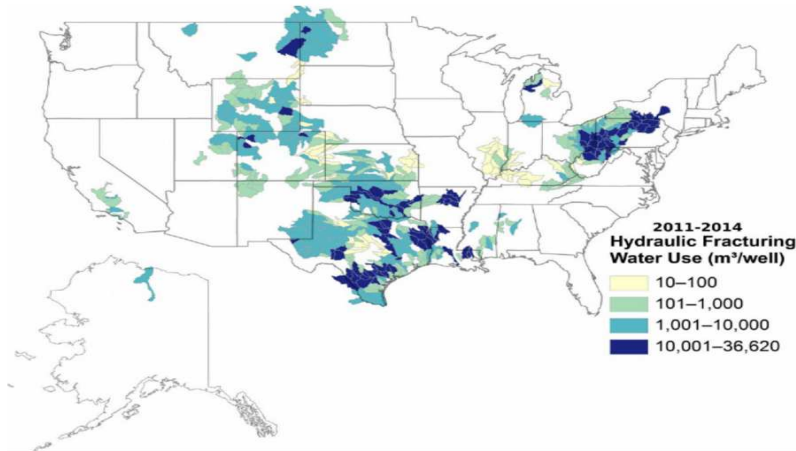 2011-2014
Hydraulic Fracturing
Water Use (m³/well)
10–100
101–1,000
1,001–10,000
10,001–36,620